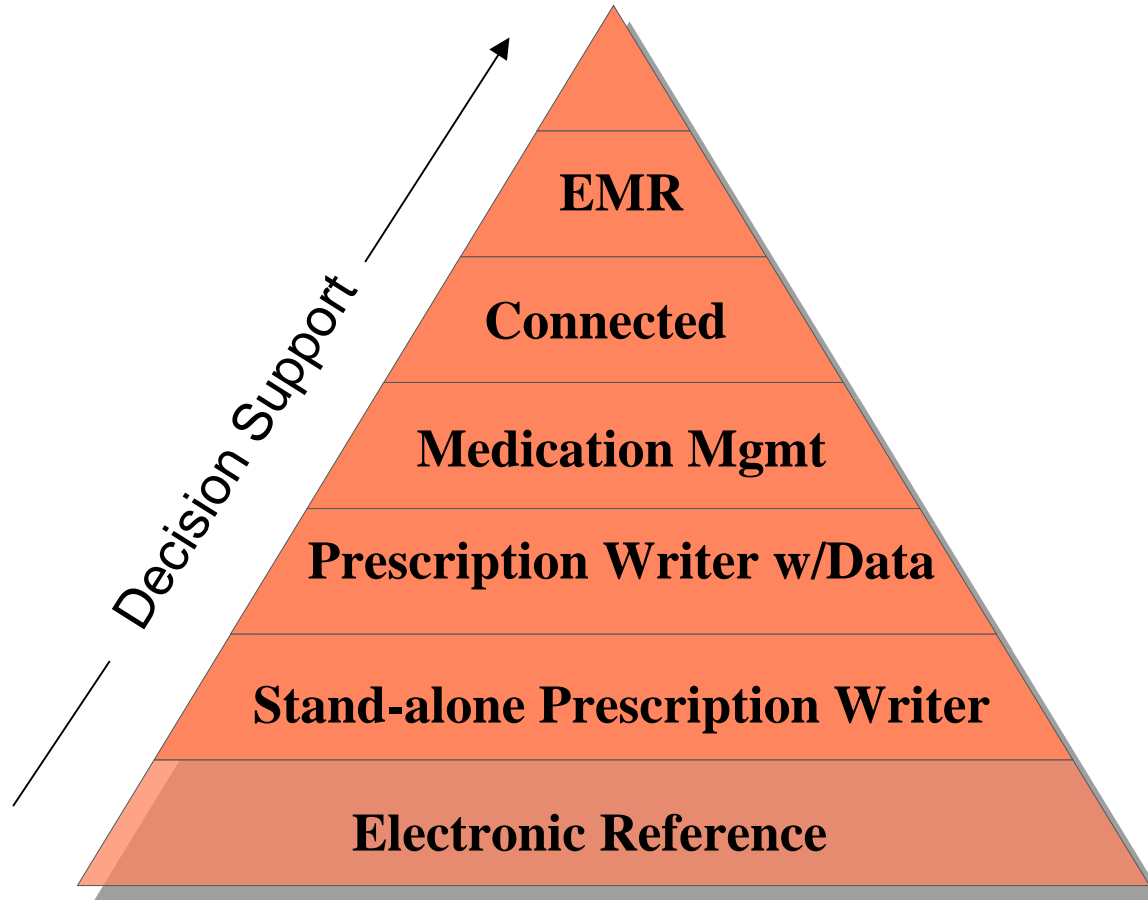 EMR
Connected
Medication Mgmt
Prescription Writer w/Data
Stand-alone Prescription Writer
Electronic Reference
Decision Support